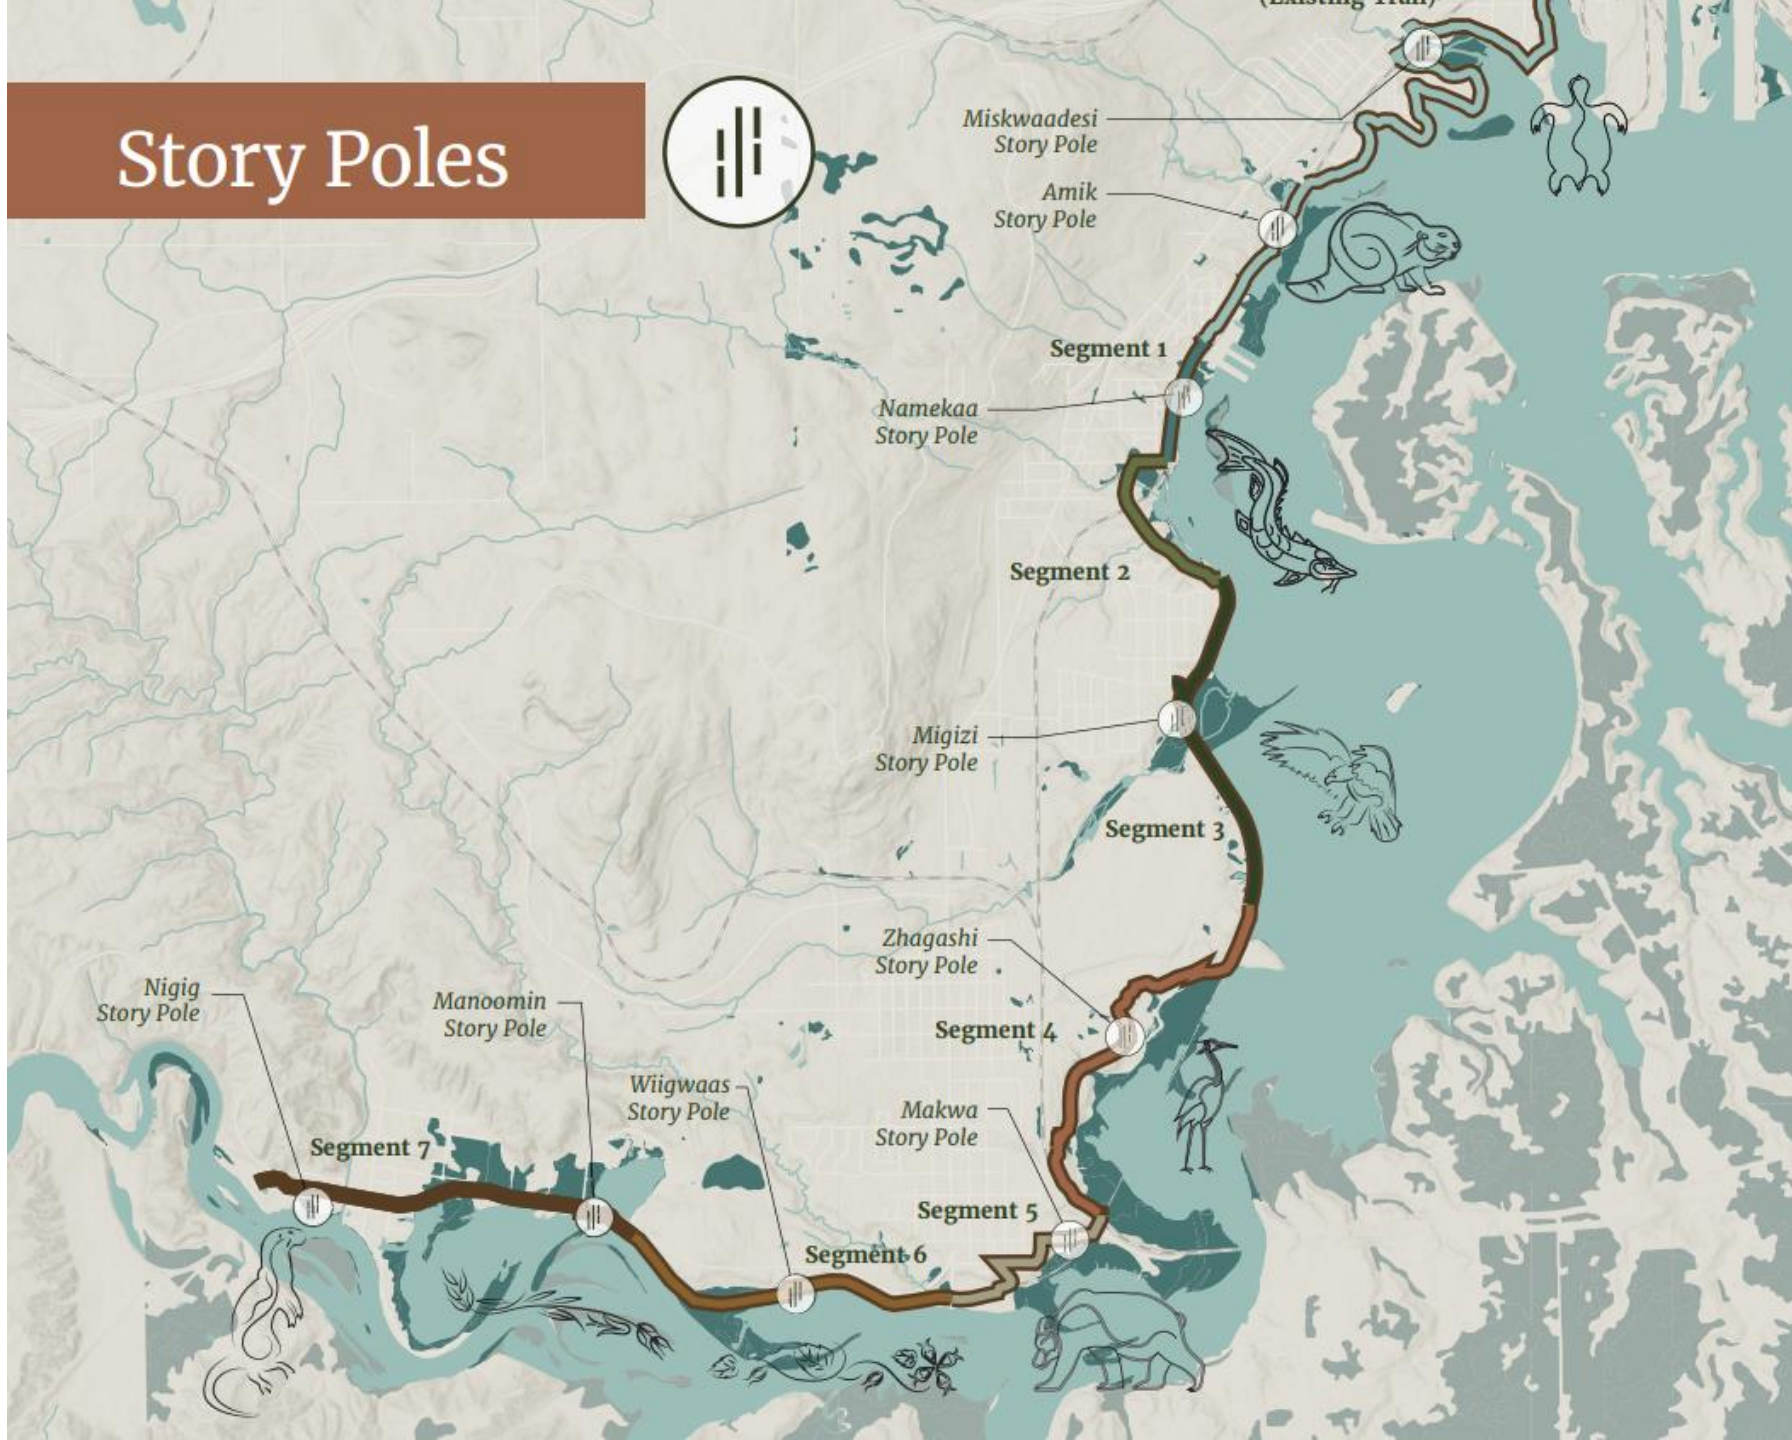 (Existing Trail)
Story Poles
Miskwaadesi
Story Pole
Amik
Story Pole
Segment 1
Namekaa
Story Pole
Segment 2
Migizi
Story Pole
Segment 3
Zhagashi
Story Pole
Nigig
Story Pole
Manoomin
Story Pole
Segment 4
Wiigwaas
Story Pole
Makwa
Story Pole
Segment 7
Segment 5
Segment 6